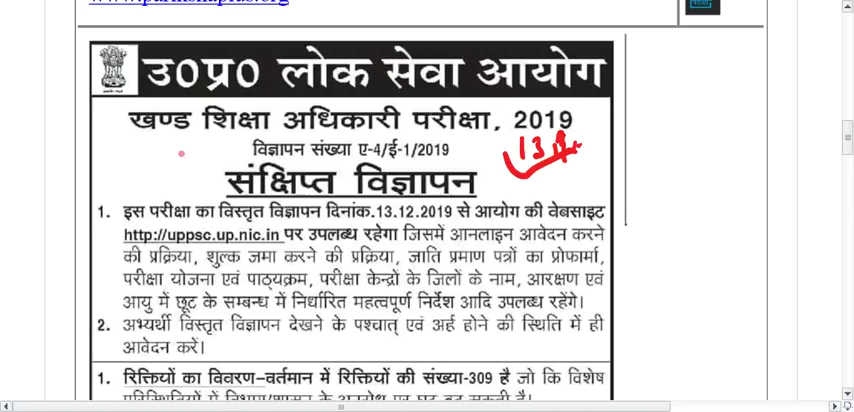 उ०प्र० लोक सेवा आयोग
खण्ड शिक्षा अधिकारी परीक्षा, 2019
विज्ञापन संख्या ए-4/ई-1/2019
संक्षिप्त विज्ञापन
1. इस परीक्षा का विस्तृत विज्ञापन दिनांक.13.12.2019 से आयोग की वेबसाइट
http://uppsc.up.nic.in पर उपलब्ध रहेगा जिसमें आनलाइन आवेदन करने
की प्रक्रिया, शुल्क जमा करने की प्रक्रिया, जाति प्रमाण पत्रों का प्रोफार्मा,
परीक्षा योजना एवं पाठ्यक्रम, परीक्षा केन्द्रों के जिलों के नाम, आरक्षण एवं
आयु में छूट के सम्बन्ध में निर्धारित महत्वपूर्ण निर्देश आदि उपलब्ध रहेंगे।
2. अभ्यर्थी विस्तृत विज्ञापन देखने के पश्चात् एवं अर्ह होने की स्थिति में ही
आवेदन करें।
1. रिक्तियों का विवरण–वर्तमान में रिक्तियों की संख्या-309 है जो कि विशेष